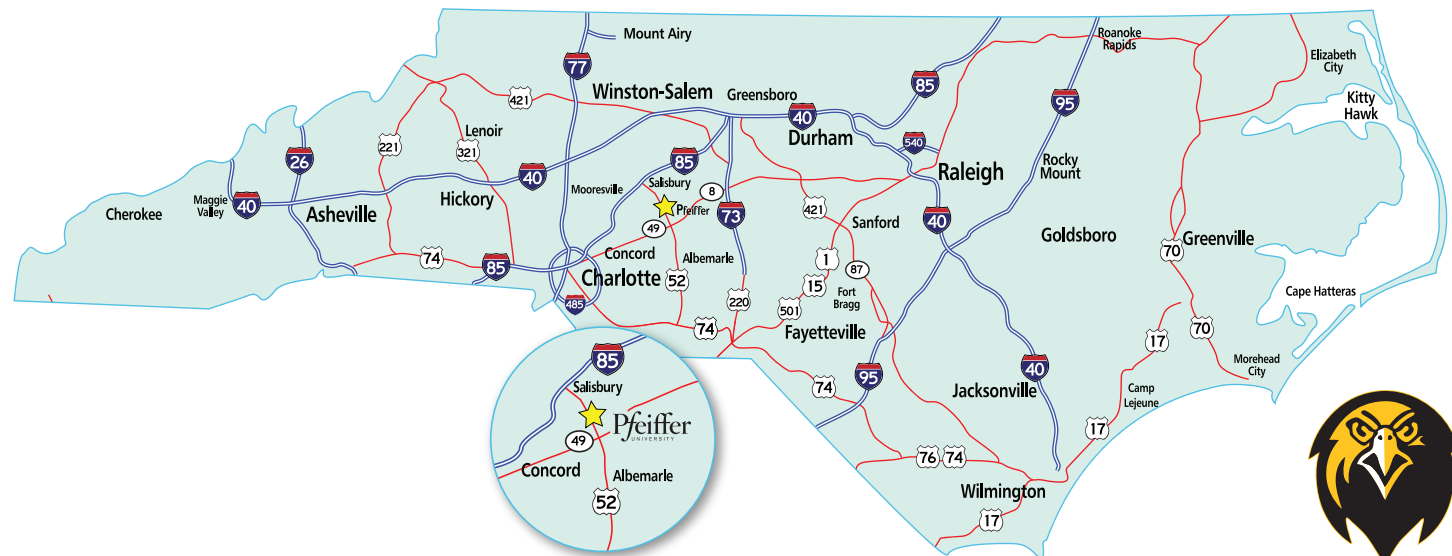 Mount Airy
Roanoke
Rapids
Elizabeth
City
77
Winston-Salem
Greensboro
85
95
Kitty
Hawk
421
40
Durham
540
Lenoir
221
321
26
40
85
Raleigh
Rocky
Mount
Mooresville
Salisbury
8
Cherokee
Maggie
Valley
40
Asheville
Hickory
Pfeiffer
73
421
Sanford
40
49
Goldsboro
Greenville
70
74
85
Concord
Charlotte
Albemarle
52
1
87
485
220
15
Fort
Bragg
501
Cape Hatteras
74
Fayetteville
70
17
85
Morehead
City
74
95
40
Jacksonville
Camp
Lejeune
17
Salisbury
Pfeiffer
UNIVERSITY
49
Concord
Albemarle
52
76
74
Wilmington
17